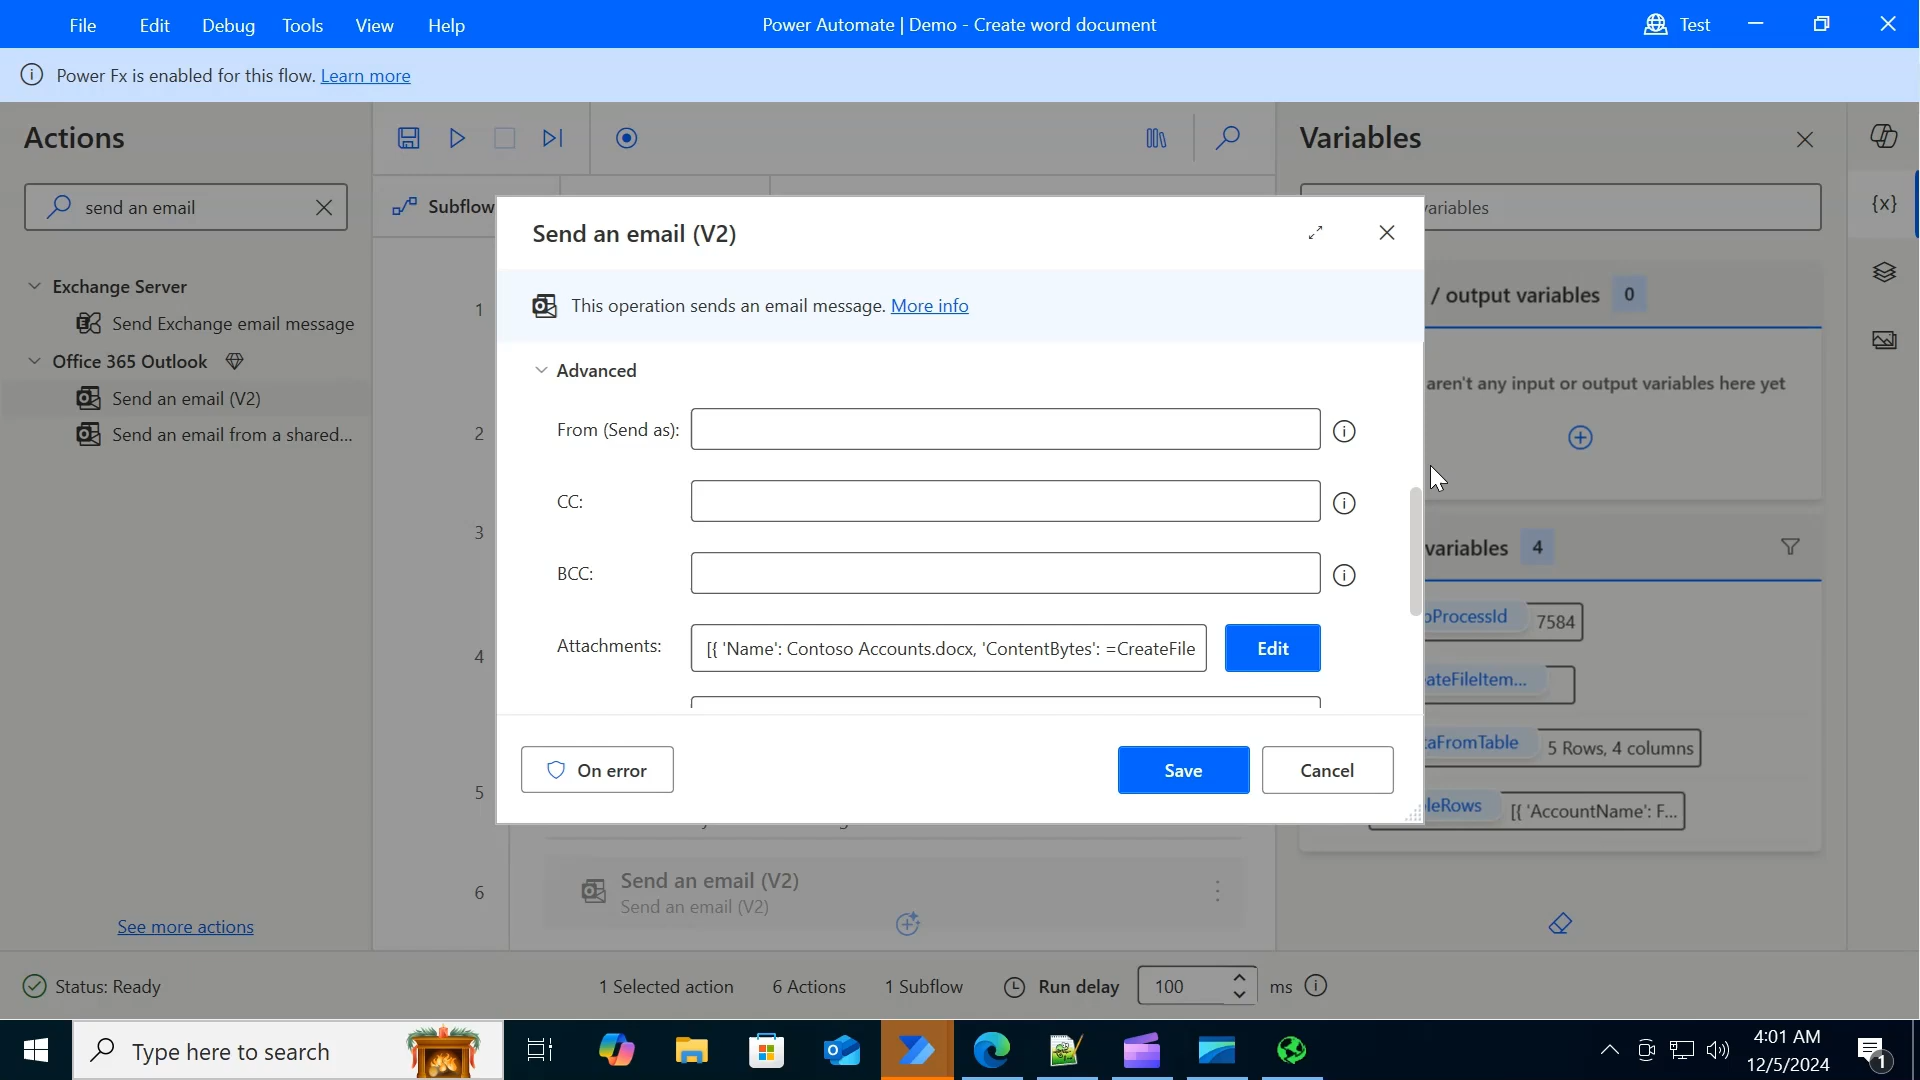 File Edit Debug Tools View Help
Power Automate | Demo - Create word document
Test
Power Fx is enabled for this flow. Learn more
Actions
send an email
Exchange Server
Send Exchange email message
Office 365 Outlook
Send an email (V2)
Send an email from a shared...
See more actions
Subflow
1
2
3
4
5
6
Send an email (V2)
This operation sends an email message. More info
Advanced
From (Send as):
CC:
BCC:
Attachments:
[{ 'Name': Contoso Accounts.docx, 'ContentBytes': =CreateFile
Edit
On error
Save
Cancel
Send an email (V2)
Send an email (V2)
Variables
variables
/ output variables 0
aren't any input or output variables here yet
variables 4
oProcessId 7584
ateFileItem...
taFromTable 5 Rows, 4 columns
leRows [{ 'AccountName': F...
Status: Ready
1 Selected action
6 Actions
1 Subflow
Run delay
100
ms
Type here to search
4:01 AM
12/5/2024
1